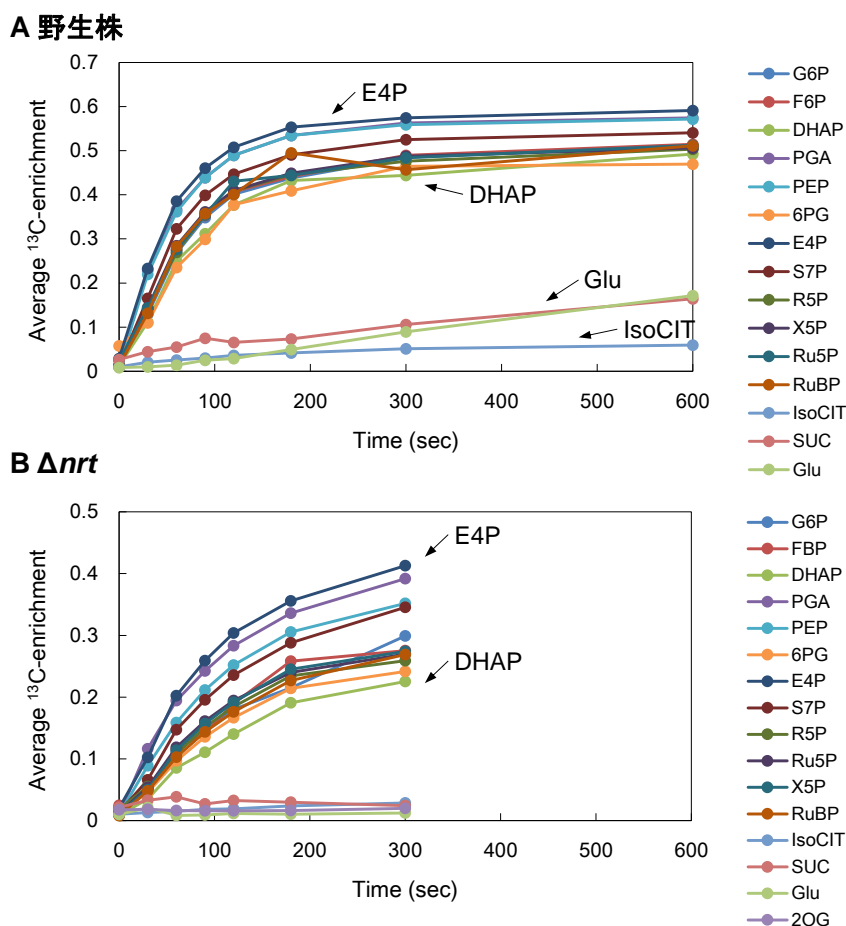 A 野生株
0.7
0.6
0.5
0.4
0.3
0.2
0.1
0
Average ¹³C-enrichment
E4P
DHAP
Glu
IsoCIT
0 100 200 300 400 500 600
Time (sec)
G6P
F6P
DHAP
PGA
PEP
6PG
E4P
S7P
R5P
X5P
Ru5P
RuBP
IsoCIT
SUC
Glu
B Δnrt
0.5
0.4
0.3
0.2
0.1
0
Average ¹³C-enrichment
E4P
DHAP
0 100 200 300 400 500 600
Time (sec)
G6P
FBP
DHAP
PGA
PEP
6PG
E4P
S7P
R5P
Ru5P
X5P
RuBP
IsoCIT
SUC
Glu
2OG